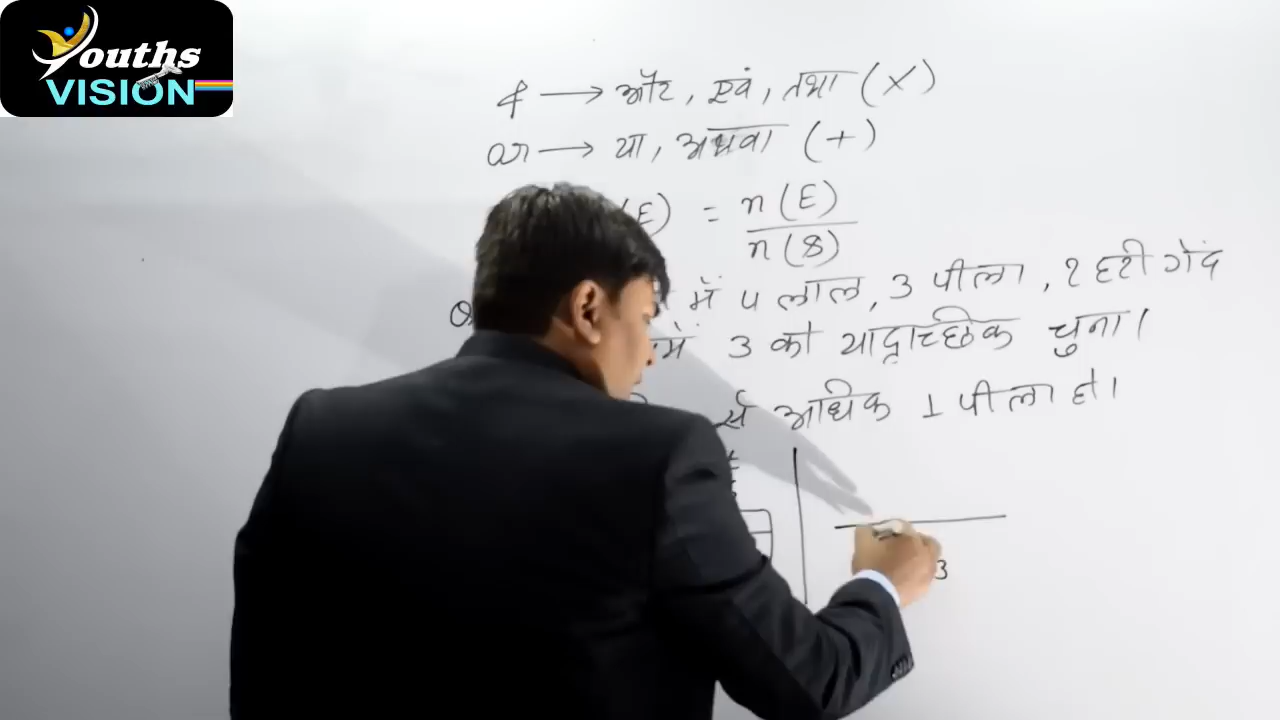 Youths
VISION
& → और, एवं, तथा (×)
or → या, अथवा (+)
(E) = n(E)
n(S)
Q में 4 लाल, 3 पीला, 2 हरी गेंद
में 3 को यादृच्छिक चुना।
अधिक 1 पीला हो।
3